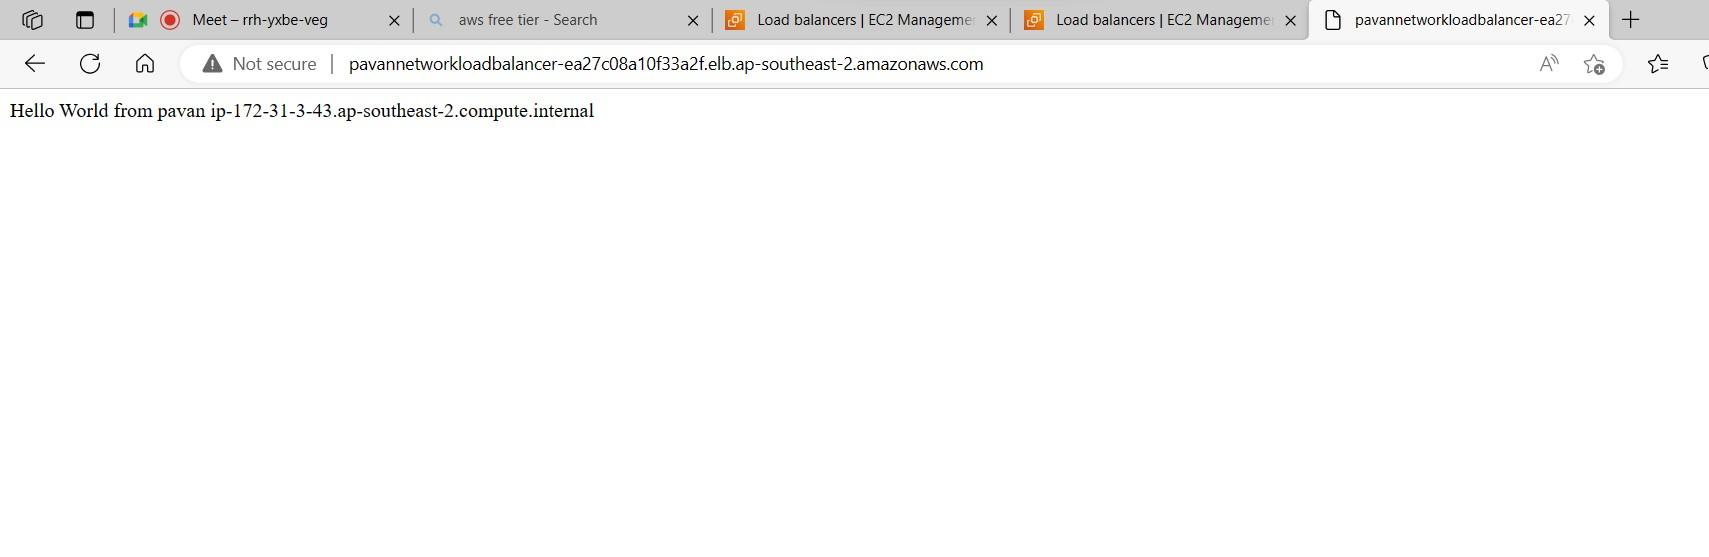 Meet – rrh-yxbe-veg
aws free tier - Search
Load balancers | EC2 Manageme
Load balancers | EC2 Manageme
pavannetworkloadbalancer-ea27
Not secure
pavannetworkloadbalancer-ea27c08a10f33a2f.elb.ap-southeast-2.amazonaws.com
Hello World from pavan ip-172-31-3-43.ap-southeast-2.compute.internal